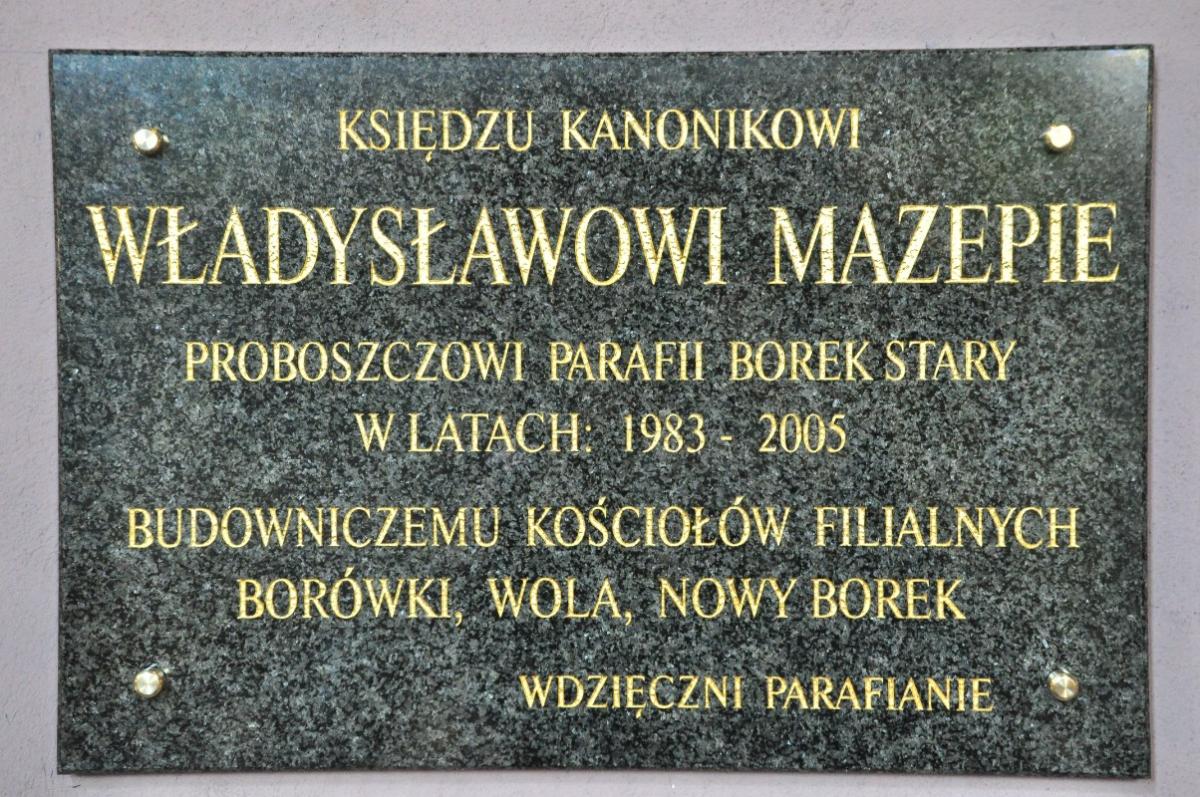 KSIĘDZU KANONIKOWI
WŁADYSŁAWOWI MAZEPIE
PROBOSZCZOWI PARAFII BOREK STARY
W LATACH: 1983 - 2005
BUDOWNICZEMU KOŚCIOŁÓW FILIALNYCH
BORÓWKI, WOLA, NOWY BOREK
WDZIĘCZNI PARAFIANIE